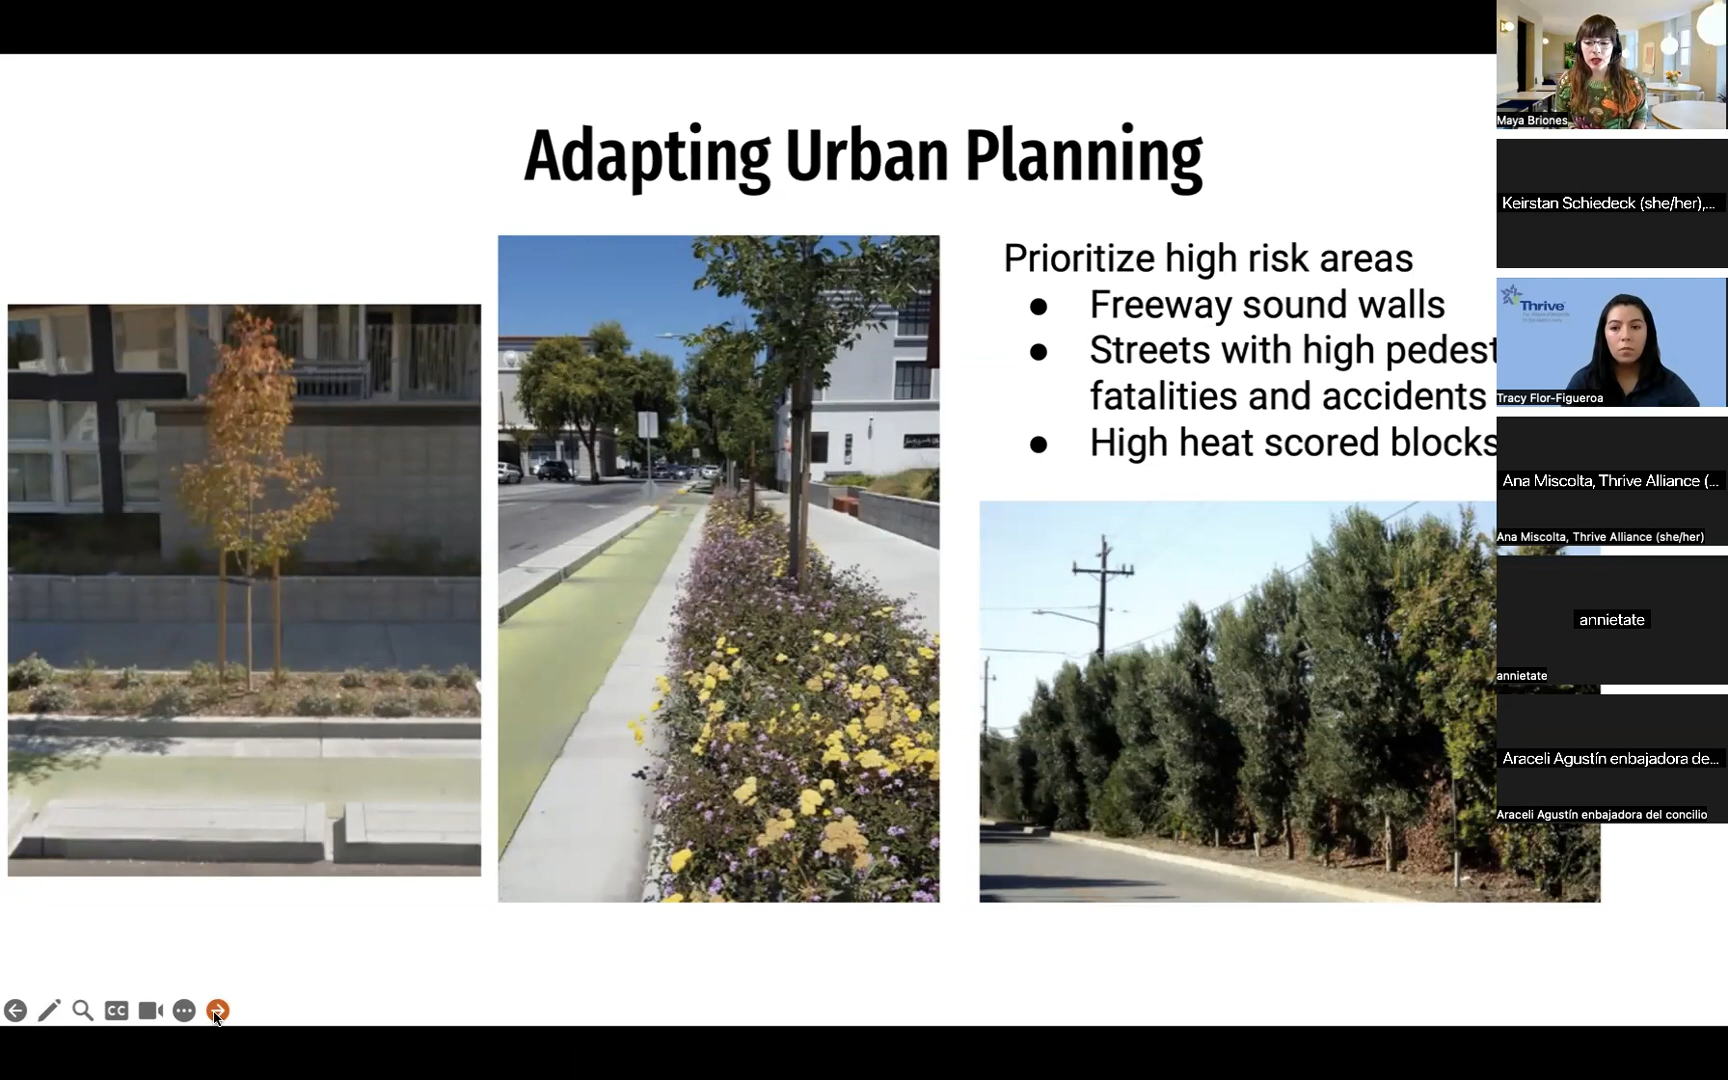 Adapting Urban Planning
Prioritize high risk areas
● Freeway sound walls
● Streets with high pedest
fatalities and accidents
● High heat scored blocks
CC
Maya Briones
Keirstan Schiedeck (she/her),...
Thrive
Tracy Flor-Figueroa
Ana Miscolta, Thrive Alliance (...
Ana Miscolta, Thrive Alliance (she/her)
annietate
annietate
Araceli Agustín enbajadora de...
Araceli Agustín enbajadora del concilio